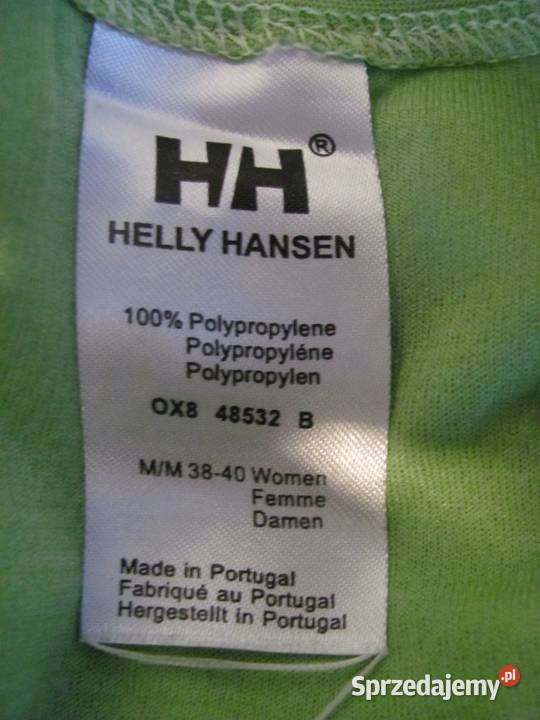 HH®
HELLY HANSEN
100% Polypropylene
Polypropyléne
Polypropylen
OX8 48532 B
M/M 38-40 Women
Femme
Damen
Made in Portugal
Fabriqué au Portugal
Hergestellt in Portugal
Sprzedajemy.pl